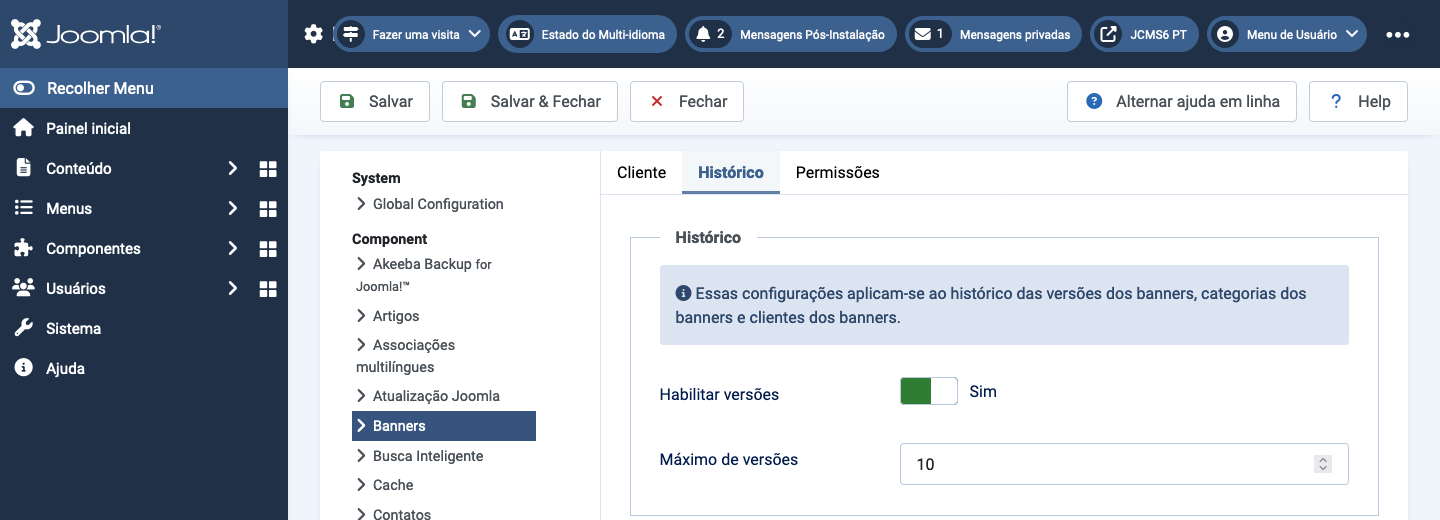 Joomla!®
Fazer uma visita
Estado do Multi-idioma
2 Mensagens Pós-Instalação
1 Mensagens privadas
JCMS6 PT
Menu de Usuário
Recolher Menu
Painel inicial
Conteúdo
Menus
Componentes
Usuários
Sistema
Ajuda
Salvar
Salvar & Fechar
Fechar
Alternar ajuda em linha
Help
System
Global Configuration
Component
Akeeba Backup for
Joomla!™
Artigos
Associações
multilíngues
Atualização Joomla
Banners
Busca Inteligente
Cache
Contatos
Cliente
Histórico
Permissões
Histórico
Essas configurações aplicam-se ao histórico das versões dos banners, categorias dos
banners e clientes dos banners.
Habilitar versões
Sim
Máximo de versões
10